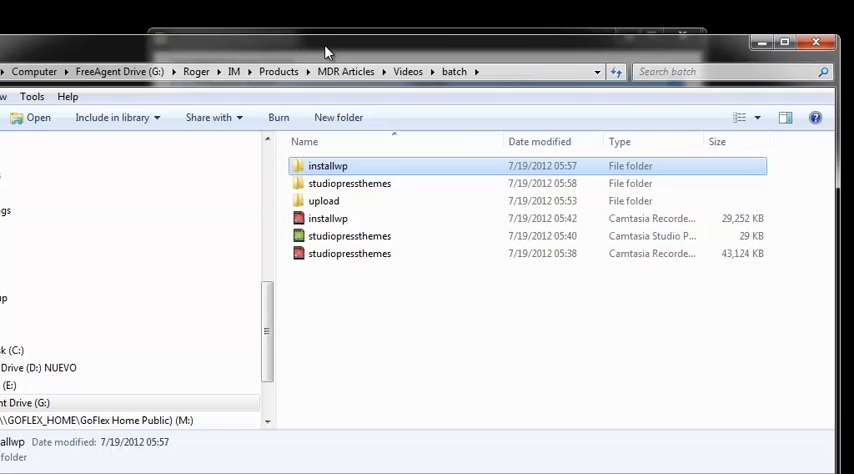 Computer FreeAgent Drive (G:) Roger IM Products MDR Articles Videos batch Search batch
w Tools Help
Open Include in library Share with Burn New folder
Name Date modified Type Size
installwp 7/19/2012 05:57 File folder
studiopressthemes 7/19/2012 05:58 File folder
upload 7/19/2012 05:53 File folder
installwp 7/19/2012 05:42 Camtasia Recorde... 29,252 KB
studiopressthemes 7/19/2012 05:40 Camtasia Studio P... 29 KB
studiopressthemes 7/19/2012 05:38 Camtasia Recorde... 43,124 KB
s
gs
up
sk (C:)
Drive (D:) NUEVO
(E:)
nt Drive (G:)
\\GOFLEX_HOME\GoFlex Home Public) (M:)
allwp Date modified: 7/19/2012 05:57
folder